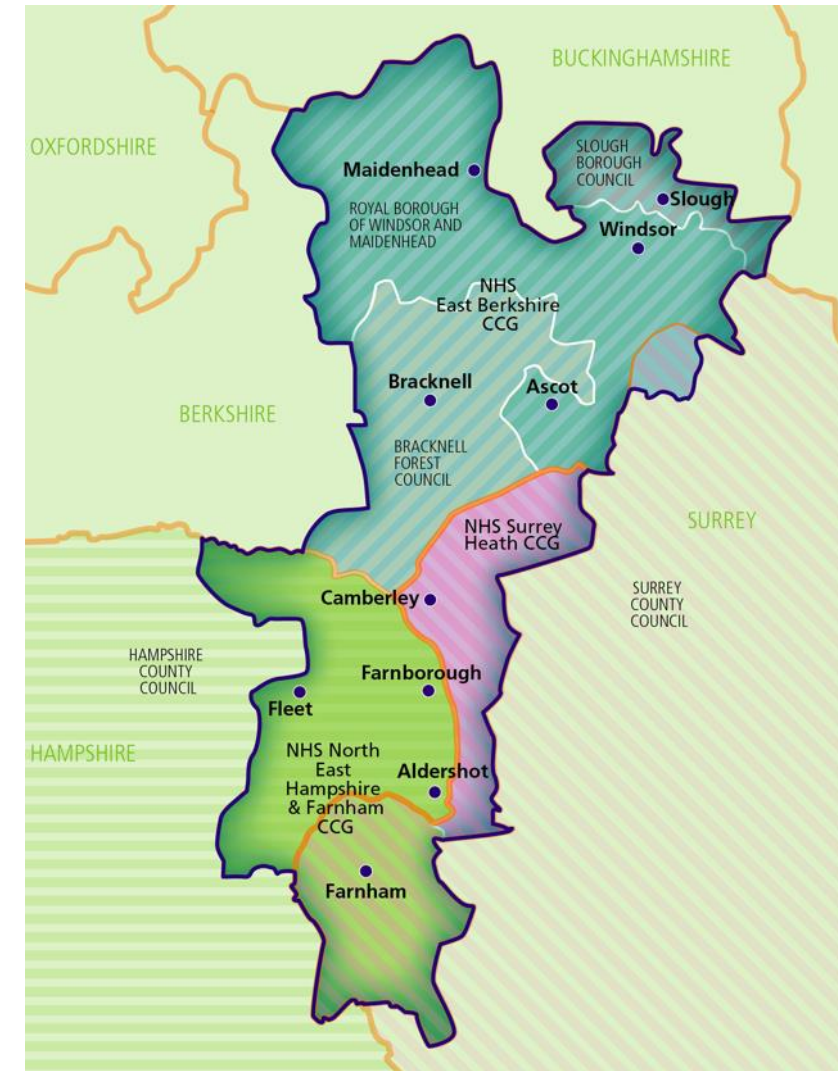 BUCKINGHAMSHIRE
OXFORDSHIRE
SLOUGH
BOROUGH
COUNCIL
Maidenhead
Slough
ROYAL BOROUGH
OF WINDSOR AND
MAIDENHEAD
Windsor
NHS
East Berkshire
CCG
Bracknell
Ascot
BERKSHIRE
BRACKNELL
FOREST
COUNCIL
NHS Surrey
Heath CCG
SURREY
SURREY
COUNTY
COUNCIL
Camberley
HAMPSHIRE
COUNTY
COUNCIL
Farnborough
Fleet
HAMPSHIRE
NHS North
East
Hampshire
& Farnham
CCG
Aldershot
Farnham